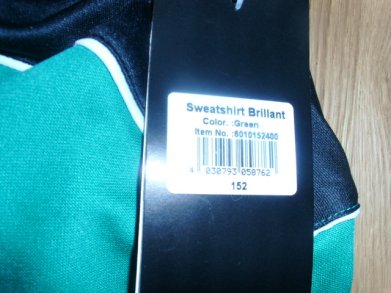 Sweatshirt Brillant
Color. :Green
Item No. :6010152400
4 030793 058762
152